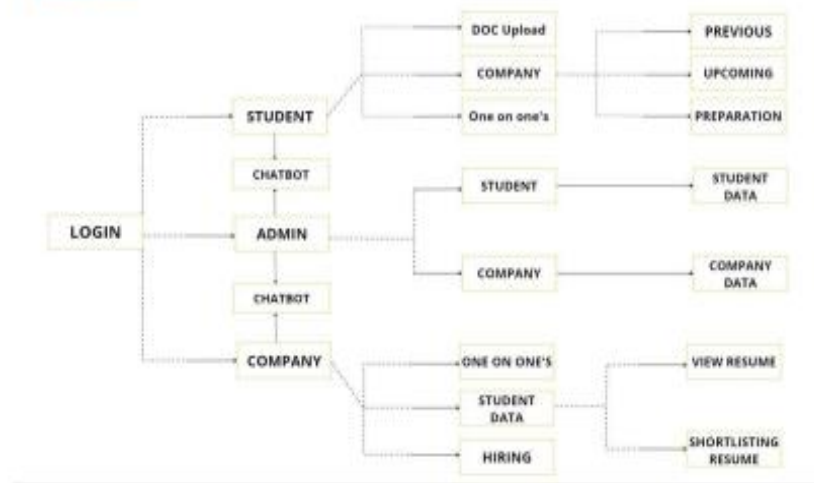 DOC Upload
PREVIOUS
COMPANY
UPCOMING
STUDENT
One on one's
PREPARATION
CHATBOT
STUDENT
STUDENT
DATA
LOGIN
ADMIN
COMPANY
COMPANY
DATA
CHATBOT
COMPANY
ONE ON ONE'S
VIEW RESUME
STUDENT
DATA
HIRING
SHORTLISTING
RESUME